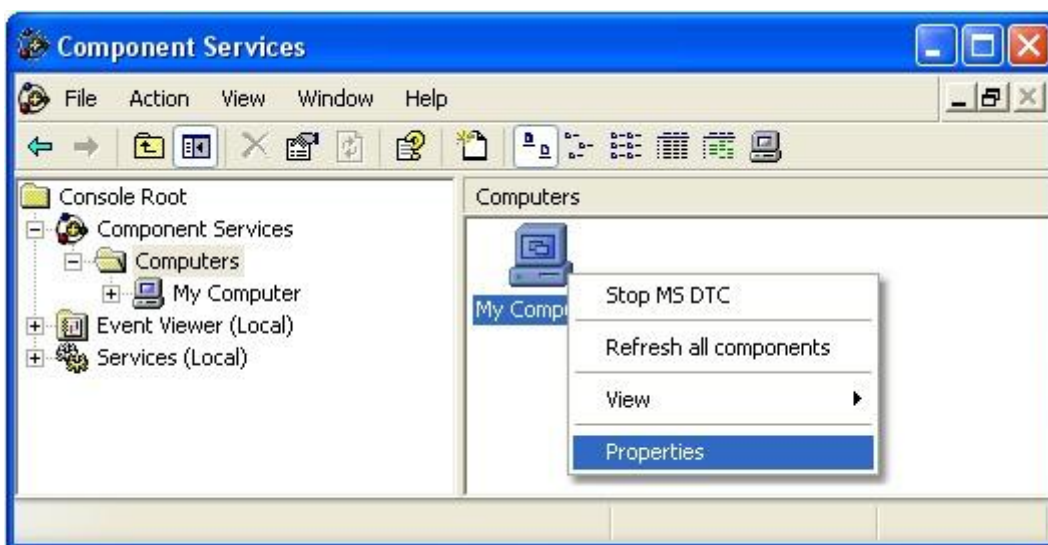 Component Services
File Action View Window Help
Console Root
Component Services
Computers
My Computer
Event Viewer (Local)
Services (Local)
Computers
My Comp
Stop MS DTC
Refresh all components
View
Properties